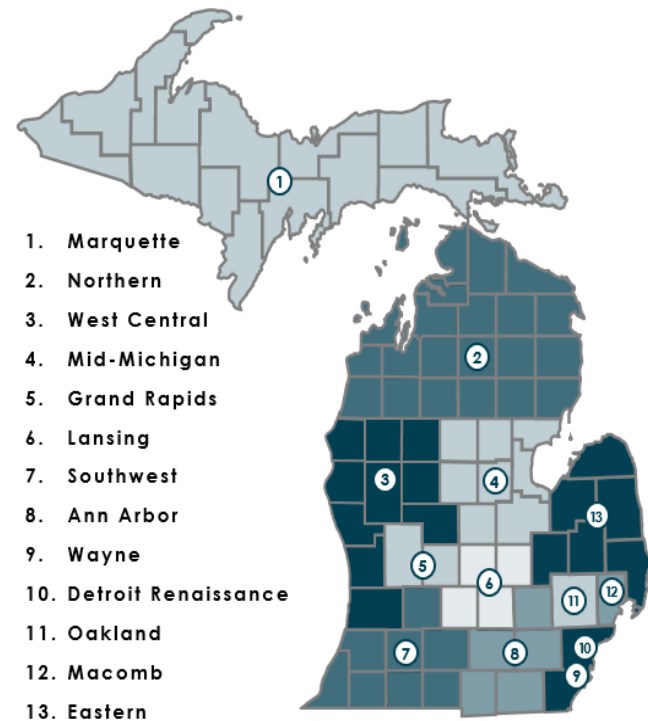 1. Marquette
2. Northern
3. West Central
4. Mid-Michigan
5. Grand Rapids
6. Lansing
7. Southwest
8. Ann Arbor
9. Wayne
10. Detroit Renaissance
11. Oakland
12. Macomb
13. Eastern
1
2
3
4
13
5
6
12
11
7
8
10
9